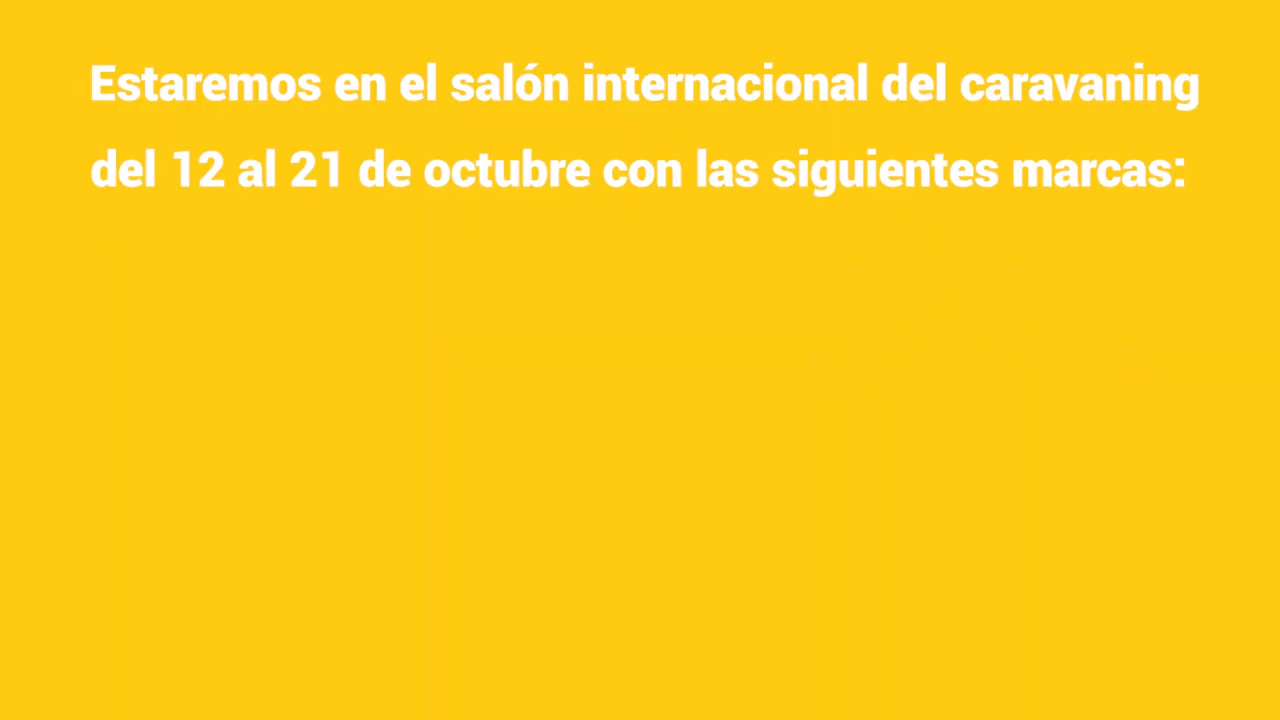 Estaremos en el salón internacional del caravaning
del 12 al 21 de octubre con las siguientes marcas: